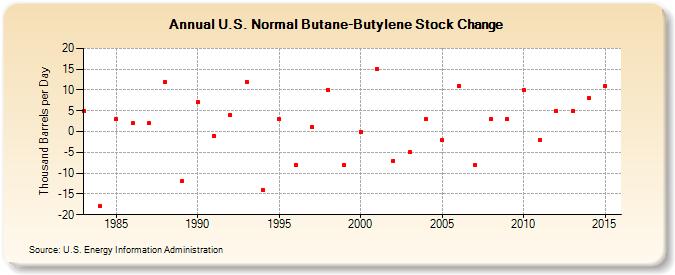 Annual U.S. Normal Butane-Butylene Stock Change
Thousand Barrels per Day
20
15
10
5
0
-5
-10
-15
-20
1985 1990 1995 2000 2005 2010 2015
Source: U.S. Energy Information Administration